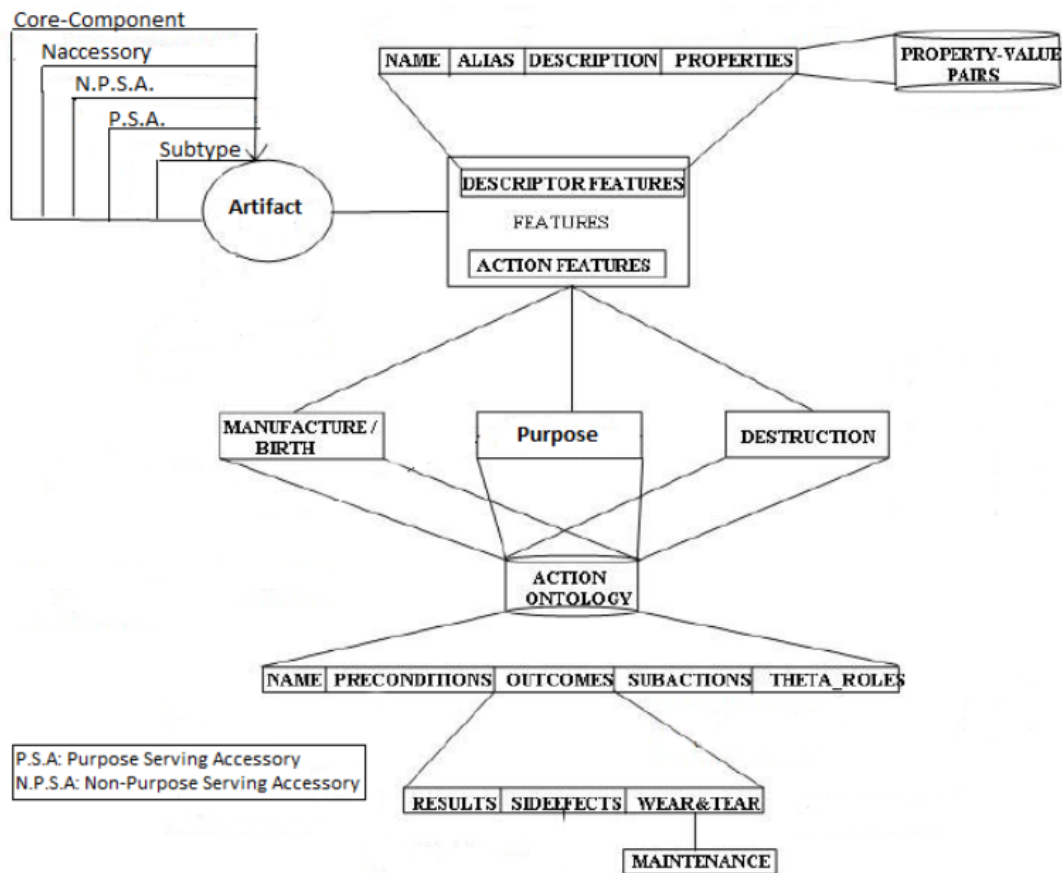 Core-Component
Naccessory
N.P.S.A.
P.S.A.
Subtype
Artifact
NAME ALIAS DESCRIPTION PROPERTIES
PROPERTY-VALUE
PAIRS
DESCRIPTOR FEATURES
FEATURES
ACTION FEATURES
MANUFACTURE /
BIRTH
Purpose
DESTRUCTION
ACTION
ONTOLOGY
NAME PRECONDITIONS OUTCOMES SUBACTIONS THETA_ROLES
P.S.A: Purpose Serving Accessory
N.P.S.A: Non-Purpose Serving Accessory
RESULTS SIDEEFFECTS WEAR&TEAR
MAINTENANCE